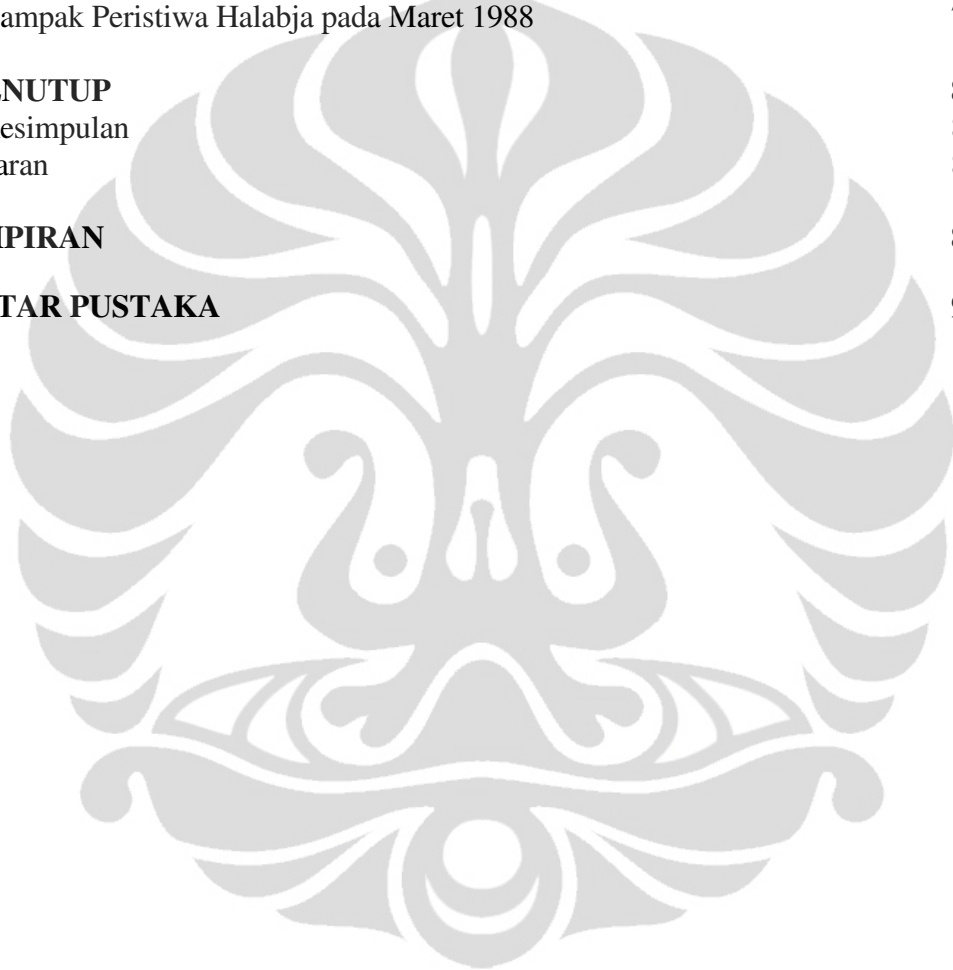 ampak Peristiwa Halabja pada Maret 1988
NUTUP
esimpulan
aran
IPIRAN
TAR PUSTAKA